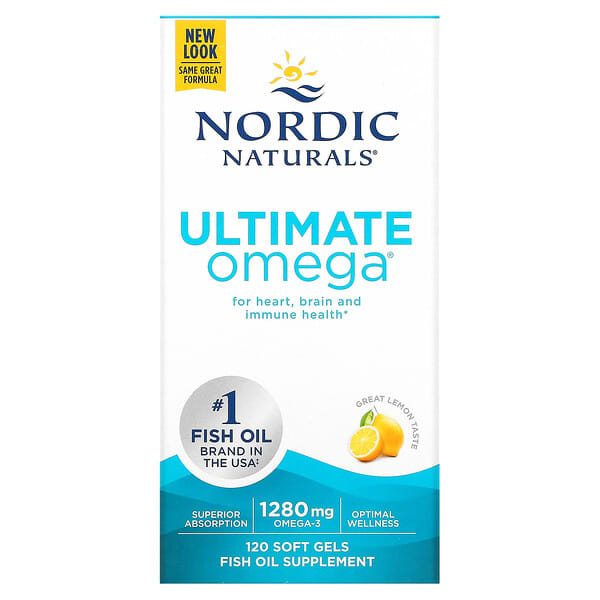 NEW
LOOK
SAME GREAT
FORMULA
NORDIC
NATURALS®
ULTIMATE
omega®
for heart, brain and
immune health*
#1
FISH OIL
BRAND IN
THE USA‡
GREAT LEMON TASTE
SUPERIOR
ABSORPTION
1280 mg
OMEGA-3
OPTIMAL
WELLNESS
120 SOFT GELS
FISH OIL SUPPLEMENT